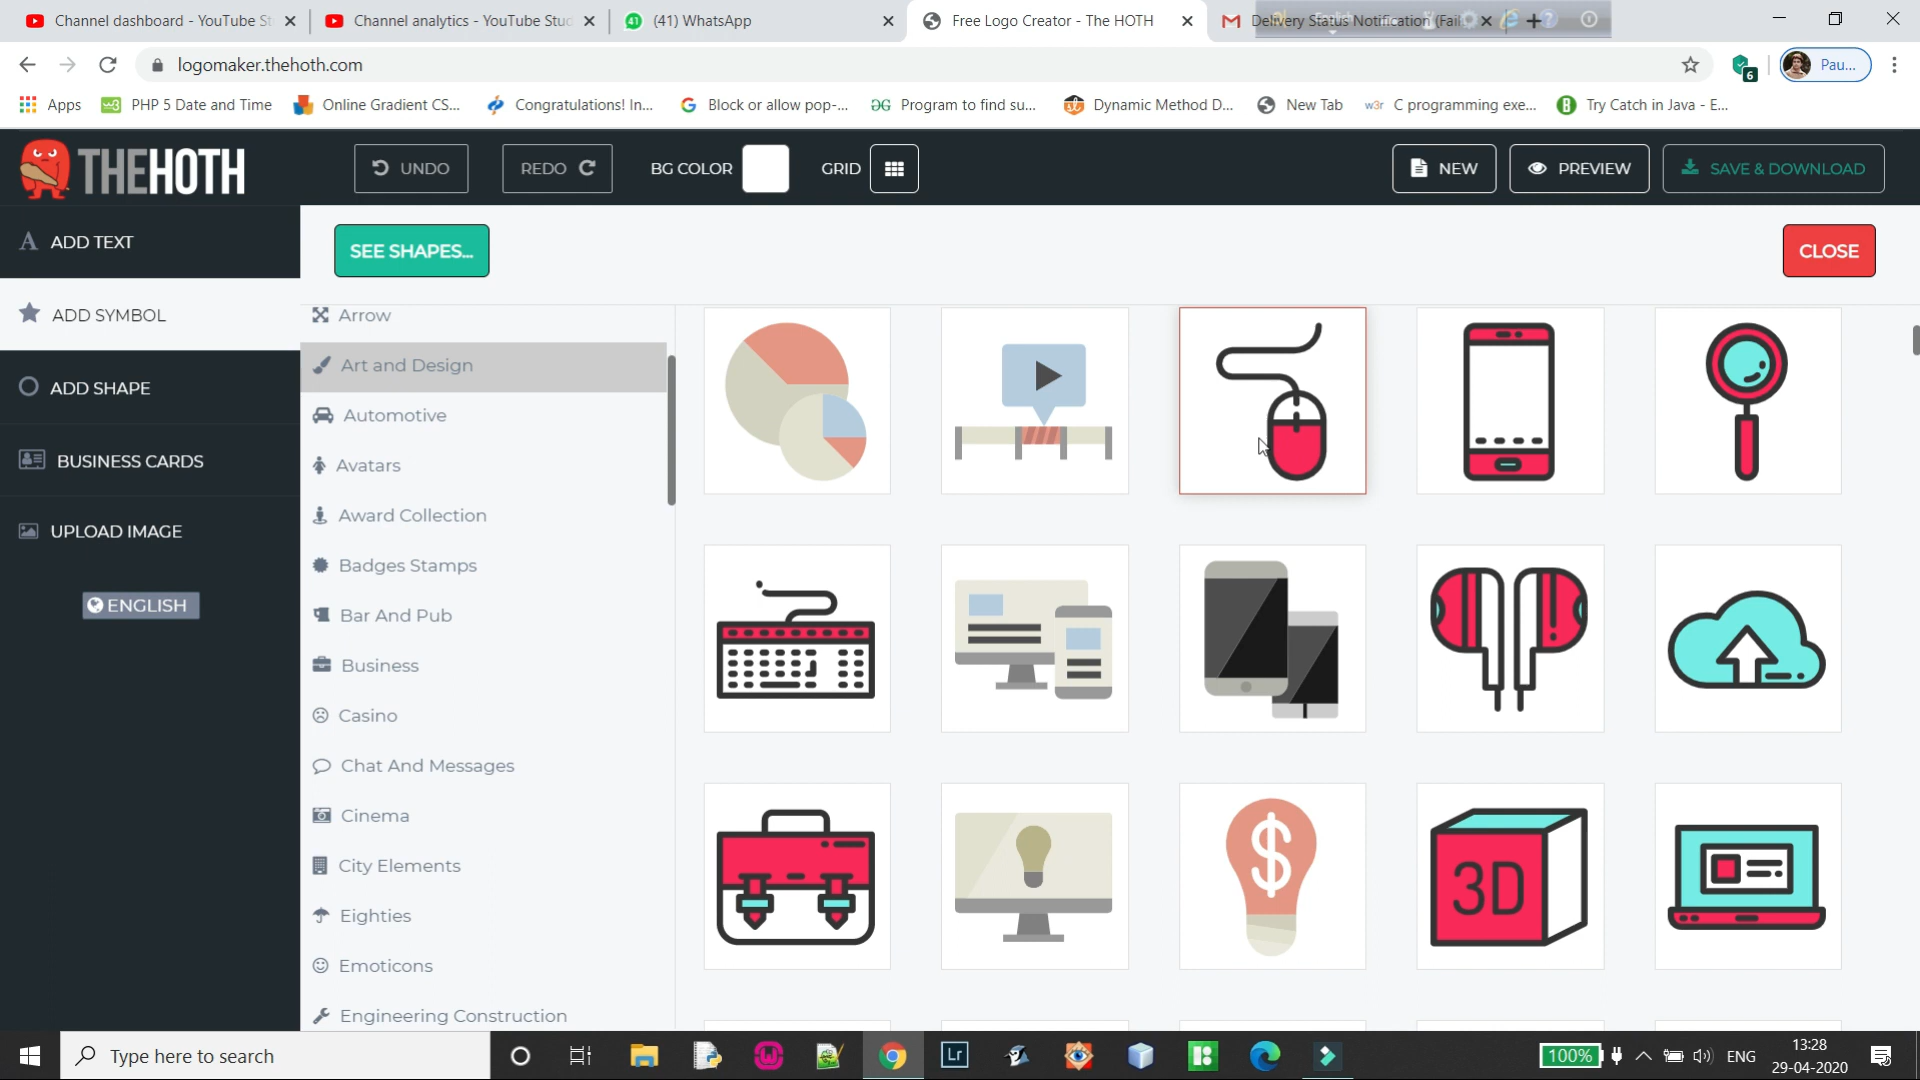 Channel dashboard - YouTube St
Channel analytics - YouTube Stud
(41) WhatsApp
Free Logo Creator - The HOTH
Delivery Status Notification (Fail
logomaker.thehoth.com
6
Pau...
Apps
PHP 5 Date and Time
Online Gradient CS...
Congratulations! In...
Block or allow pop-...
Program to find su...
Dynamic Method D...
New Tab
C programming exe...
Try Catch in Java - E...
THEHOTH
UNDO
REDO
BG COLOR
GRID
NEW
PREVIEW
SAVE & DOWNLOAD
ADD TEXT
ADD SYMBOL
ADD SHAPE
BUSINESS CARDS
UPLOAD IMAGE
ENGLISH
SEE SHAPES...
CLOSE
Arrow
Art and Design
Automotive
Avatars
Award Collection
Badges Stamps
Bar And Pub
Business
Casino
Chat And Messages
Cinema
City Elements
Eighties
Emoticons
Engineering Construction
$
3D
Type here to search
Lr
100%
ENG
13:28
29-04-2020